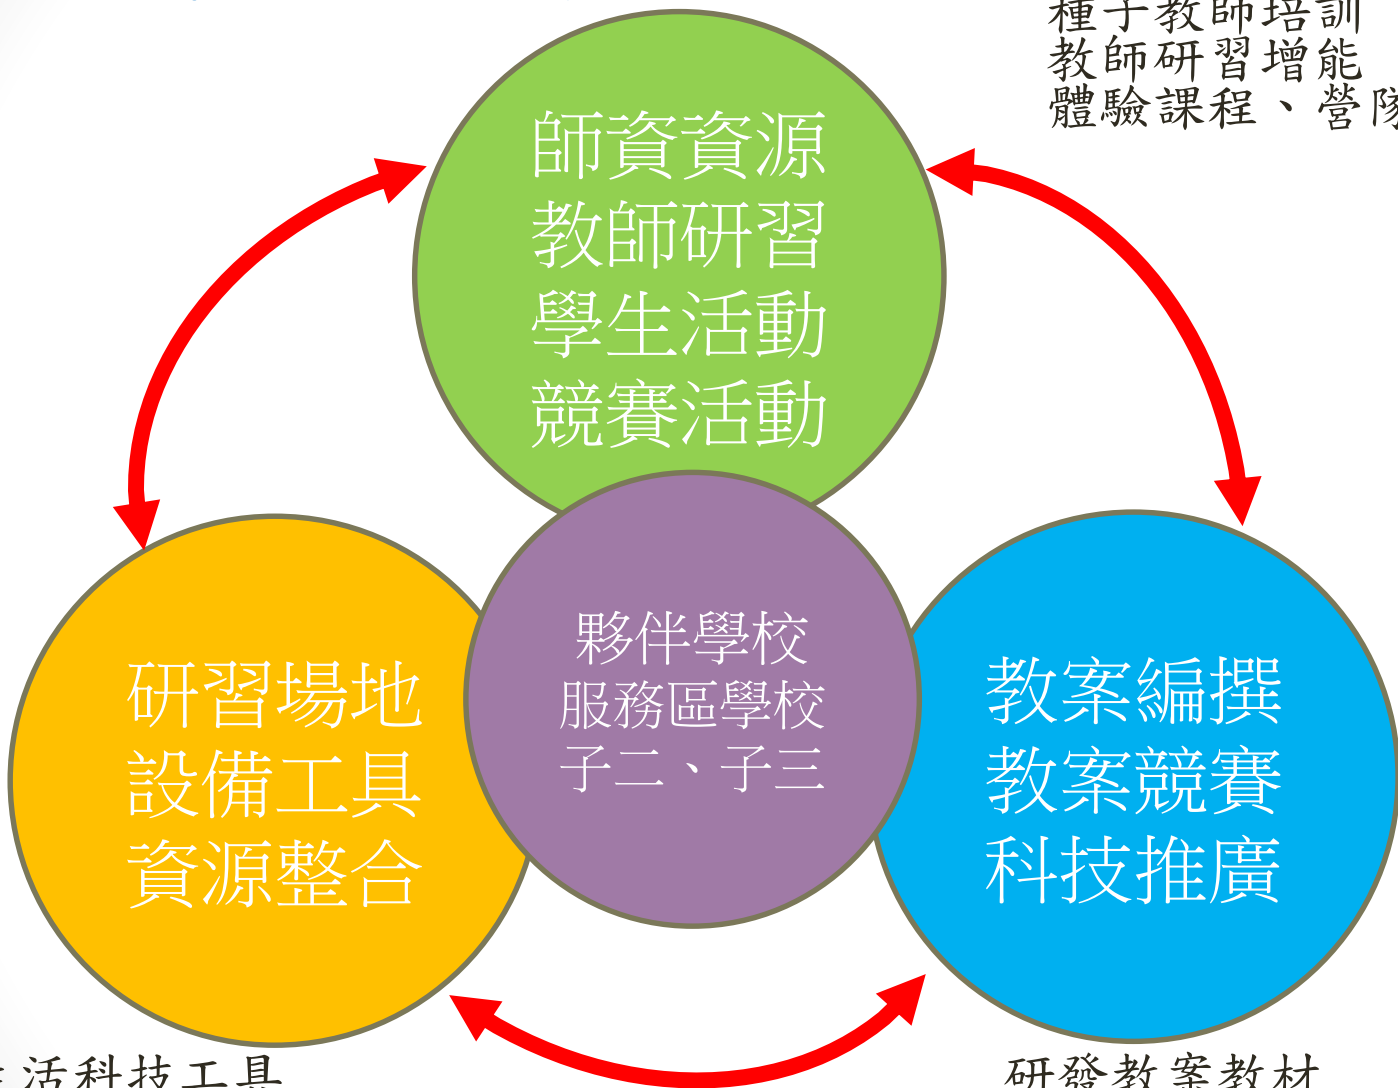 種子教師培訓
教師研習增能
體驗課程、營隊
師資資源
教師研習
學生活動
競賽活動
夥伴學校
服務區學校
子二、子三
研習場地
設備工具
資源整合
教案編撰
教案競賽
科技推廣
生活科技工具
研發教案教材